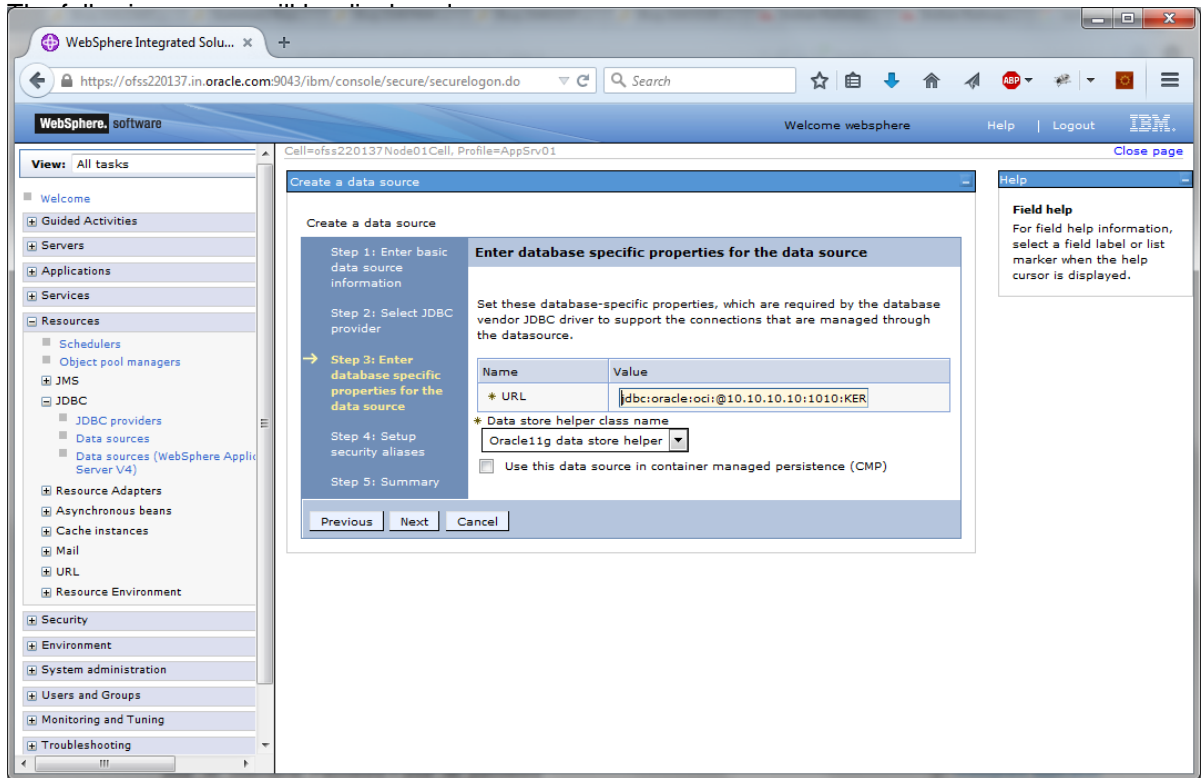 WebSphere Integrated Solu...
https://ofss220137.in.oracle.com:9043/ibm/console/secure/securelogon.do
Search
ABP
WebSphere. software
Welcome websphere
Help | Logout
IBM.
View: All tasks
Cell=ofss220137Node01Cell, Profile=AppSrv01
Close page
Welcome
Guided Activities
Servers
Applications
Services
Resources
Schedulers
Object pool managers
JMS
JDBC
JDBC providers
Data sources
Data sources (WebSphere Applic
Server V4)
Resource Adapters
Asynchronous beans
Cache instances
Mail
URL
Resource Environment
Security
Environment
System administration
Users and Groups
Monitoring and Tuning
Troubleshooting
Create a data source
Create a data source
Step 1: Enter basic
data source
information
Step 2: Select JDBC
provider
Step 3: Enter
database specific
properties for the
data source
Step 4: Setup
security aliases
Step 5: Summary
Enter database specific properties for the data source
Set these database-specific properties, which are required by the database
vendor JDBC driver to support the connections that are managed through
the datasource.
Name Value
* URL jdbc:oracle:oci:@10.10.10.10:1010:KER
* Data store helper class name
Oracle11g data store helper
Use this data source in container managed persistence (CMP)
Previous Next Cancel
Help
Field help
For field help information,
select a field label or list
marker when the help
cursor is displayed.